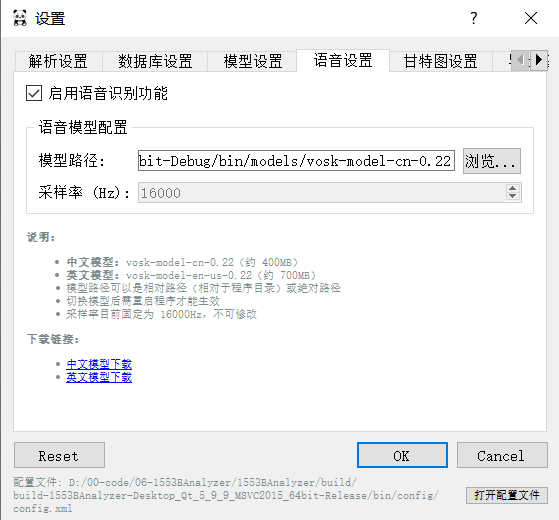 设置
解析设置 数据库设置 模型设置 语音设置 甘特图设置
启用语音识别功能
语音模型配置
模型路径: bit-Debug/bin/models/vosk-model-cn-0.22 浏览...
采样率 (Hz): 16000
说明:
中文模型: vosk-model-cn-0.22 (约 400MB)
英文模型: vosk-model-en-us-0.22 (约 700MB)
模型路径可以是相对路径 (相对于程序目录) 或绝对路径
切换模型后需重启程序才能生效
采样率目前固定为 16000Hz, 不可修改
下载链接:
中文模型下载
英文模型下载
Reset OK Cancel
配置文件: D:/00-code/06-1553BAnalyzer/1553BAnalyzer/build/
build-1553BAnalyzer-Desktop_Qt_5_9_9_MSVC2015_64bit-Release/bin/config/
config.xml
打开配置文件